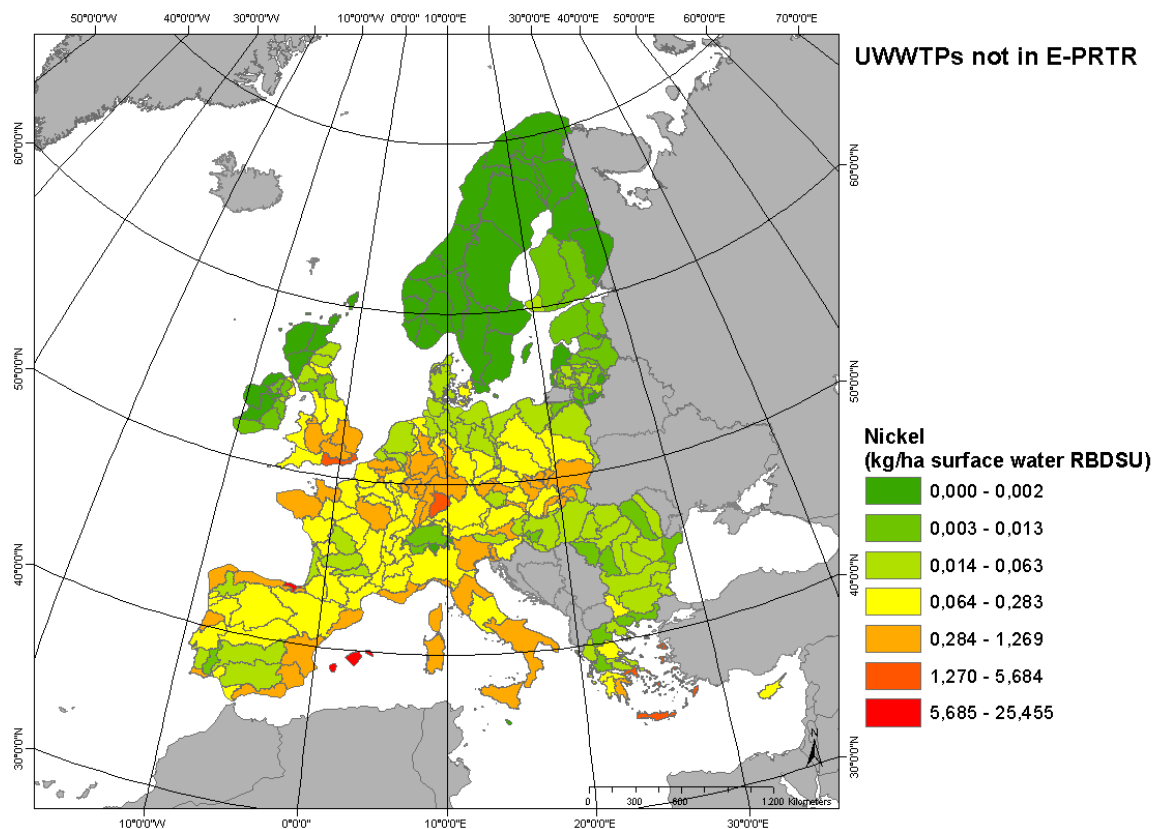 50°0'0"W 40°0'0"W 30°0'0"W 10°0'0"W 0°0'0" 10°0'0"E 30°0'0"E 40°0'0"E 50°0'0"E 70°0'0"E
UWWTPs not in E-PRTR
60°0'0"N 60°0'0"N
50°0'0"N 50°0'0"N
40°0'0"N 40°0'0"N
30°0'0"N 30°0'0"N
Nickel
(kg/ha surface water RBDSU)
0,000 - 0,002
0,003 - 0,013
0,014 - 0,063
0,064 - 0,283
0,284 - 1,269
1,270 - 5,684
5,685 - 25,455
N
0 300 600 1.200 Kilometers
10°0'0"W 0°0'0" 10°0'0"E 20°0'0"E 30°0'0"E